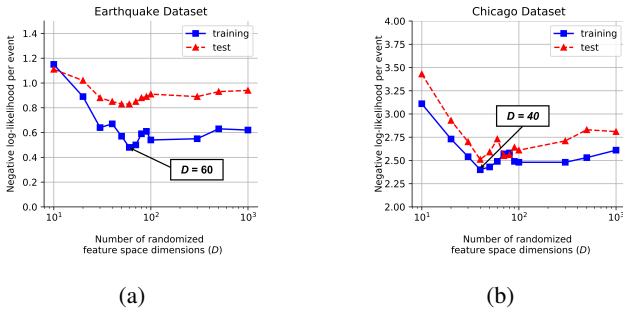 Earthquake Dataset
Negative log-likelihood per event
1.4
1.2
1.0
0.8
0.6
0.4
0.2
0.0
training
test
D = 60
10¹
10²
10³
Number of randomized
feature space dimensions (D)
(a)
Chicago Dataset
Negative log-likelihood per event
4.00
3.75
3.50
3.25
3.00
2.75
2.50
2.25
2.00
training
test
D = 40
10¹
10²
10³
Number of randomized
feature space dimensions (D)
(b)